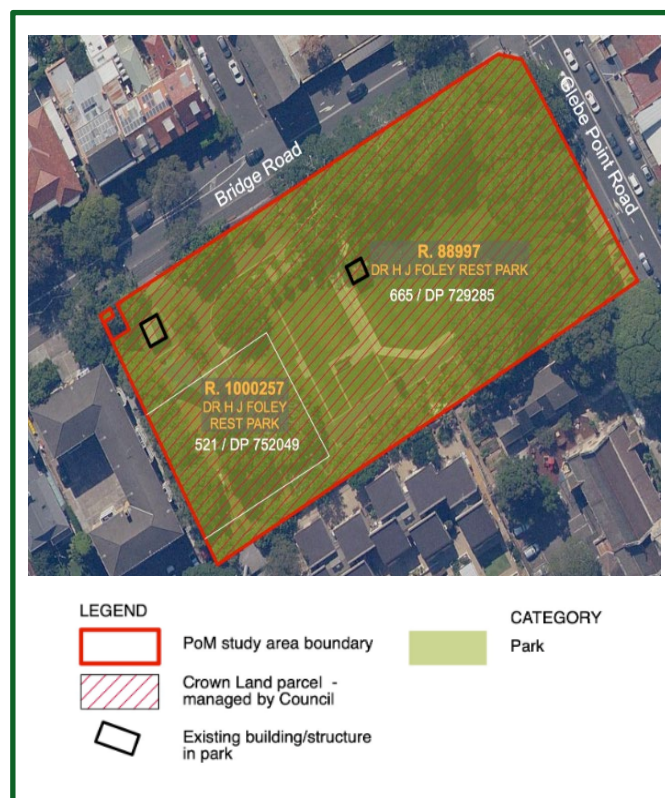 Bridge Road
Glebe Point Road
R. 88997
DR H J FOLEY REST PARK
665 / DP 729285
R. 1000257
DR H J FOLEY
REST PARK
521 / DP 752049
LEGEND
PoM study area boundary
Crown Land parcel -
managed by Council
Existing building/structure
in park
CATEGORY
Park